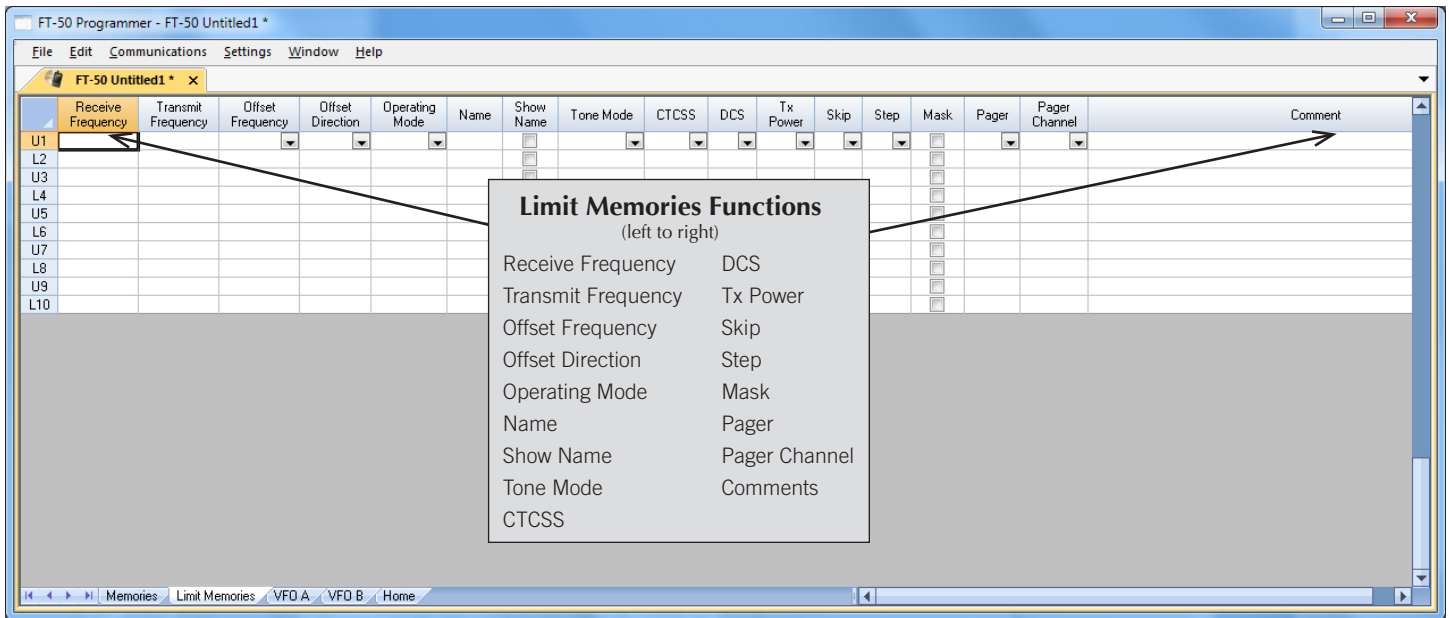 FT-50 Programmer - FT-50 Untitled1 *
File Edit Communications Settings Window Help
FT-50 Untitled1 * X
Receive Frequency Transmit Frequency Offset Frequency Offset Direction Operating Mode Name Show Name Tone Mode CTCSS DCS Tx Power Skip Step Mask Pager Pager Channel Comment
U1
L2
U3
L4
U5
L6
U7
L8
U9
L10
Limit Memories Functions
(left to right)
Receive Frequency DCS
Transmit Frequency Tx Power
Offset Frequency Skip
Offset Direction Step
Operating Mode Mask
Name Pager
Show Name Pager Channel
Tone Mode Comments
CTCSS
Memories Limit Memories VFO A VFO B Home